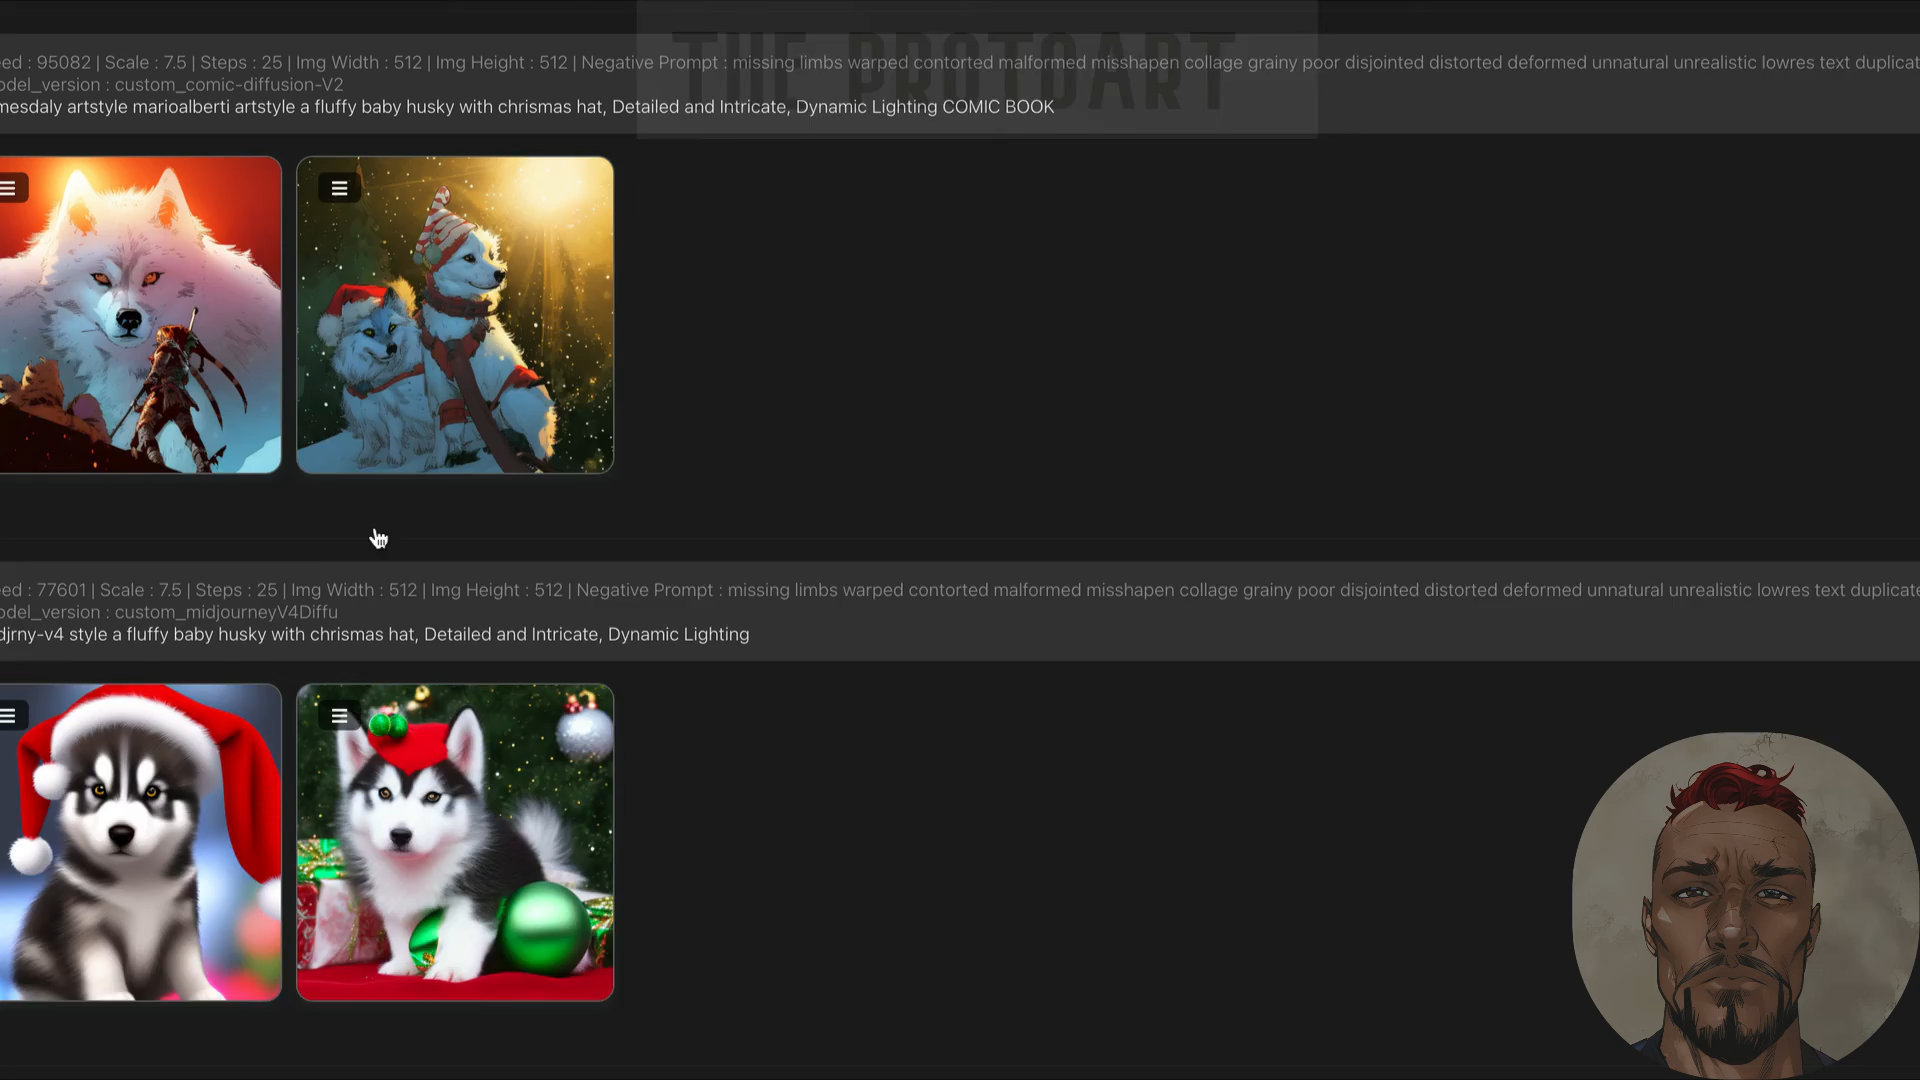 THE PROTOART
ed : 95082 | Scale : 7.5 | Steps : 25 | Img Width : 512 | Img Height : 512 | Negative Prompt : missing limbs warped contorted malformed misshapen collage grainy poor disjointed distorted deformed unnatural unrealistic lowres text duplicat
odel_version : custom_comic-diffusion-V2
mesdaly artstyle marioalberti artstyle a fluffy baby husky with chrismas hat, Detailed and Intricate, Dynamic Lighting COMIC BOOK
ed : 77601 | Scale : 7.5 | Steps : 25 | Img Width : 512 | Img Height : 512 | Negative Prompt : missing limbs warped contorted malformed misshapen collage grainy poor disjointed distorted deformed unnatural unrealistic lowres text duplicate
odel_version : custom_midjourneyV4Diffu
djrny-v4 style a fluffy baby husky with chrismas hat, Detailed and Intricate, Dynamic Lighting